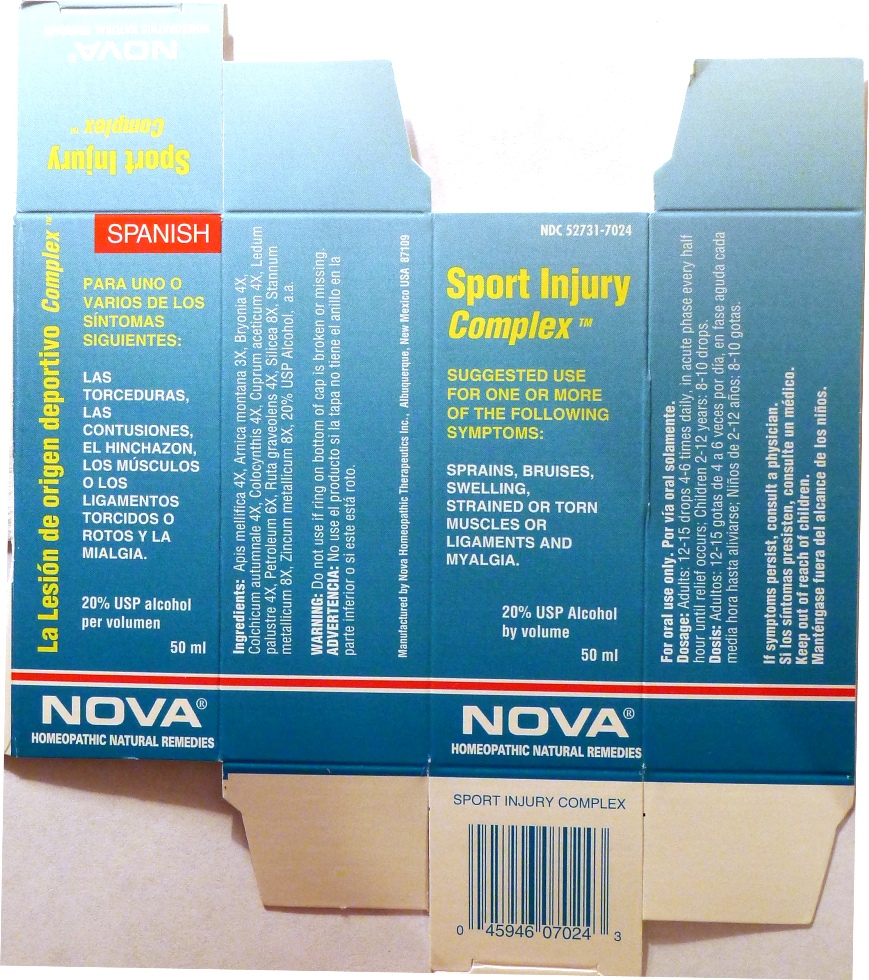 NOVA®
HOMEOPATHIC NATURAL REMEDIES
Sport Injury
Complex ™
La Lesión de origen deportivo Complex ™
SPANISH
PARA UNO O
VARIOS DE LOS
SÍNTOMAS
SIGUIENTES:
LAS
TORCEDURAS,
LAS
CONTUSIONES,
EL HINCHAZON,
LOS MÚSCULOS
O LOS
LIGAMENTOS
TORCIDOS O
ROTOS Y LA
MIALGIA.
20% USP alcohol
per volumen
50 ml
NOVA®
HOMEOPATHIC NATURAL REMEDIES
Ingredients: Apis mellifica 4X, Arnica montana 3X, Bryonia 4X,
Colchicum autumnale 4X, Colocynthis 4X, Cuprum aceticum 4X, Ledum
palustre 4X, Petroleum 6X, Ruta graveolens 4X, Silicea 8X, Stannum
metallicum 8X, Zincum metallicum 8X, 20% USP Alcohol, a.a.
WARNING: Do not use if ring on bottom of cap is broken or missing.
ADVERTENCIA: No use el producto si la tapa no tiene el anillo en la
parte inferior o si este está roto.
Manufactured by Nova Homeopathic Therapeutics Inc., Albuquerque, New Mexico USA 87109
NDC 52731-7024
Sport Injury
Complex ™
SUGGESTED USE
FOR ONE OR MORE
OF THE FOLLOWING
SYMPTOMS:
SPRAINS, BRUISES,
SWELLING,
STRAINED OR TORN
MUSCLES OR
LIGAMENTS AND
MYALGIA.
20% USP Alcohol
by volume
50 ml
NOVA®
HOMEOPATHIC NATURAL REMEDIES
For oral use only. Por vía oral solamente.
Dosage: Adults: 12-15 drops 4-6 times daily, in acute phase every half
hour until relief occurs; Children 2-12 years: 8-10 drops.
Dosis: Adultos: 12-15 gotas de 4 a 6 veces por día, en fase aguda cada
media hora hasta aliviarse; Niños de 2-12 años: 8-10 gotas.
If symptoms persist, consult a physician.
Si los síntomas presisten, consulte un médico.
Keep out of reach of children.
Manténgase fuera del alcance de los niños.
SPORT INJURY COMPLEX
0 45946 07024 3